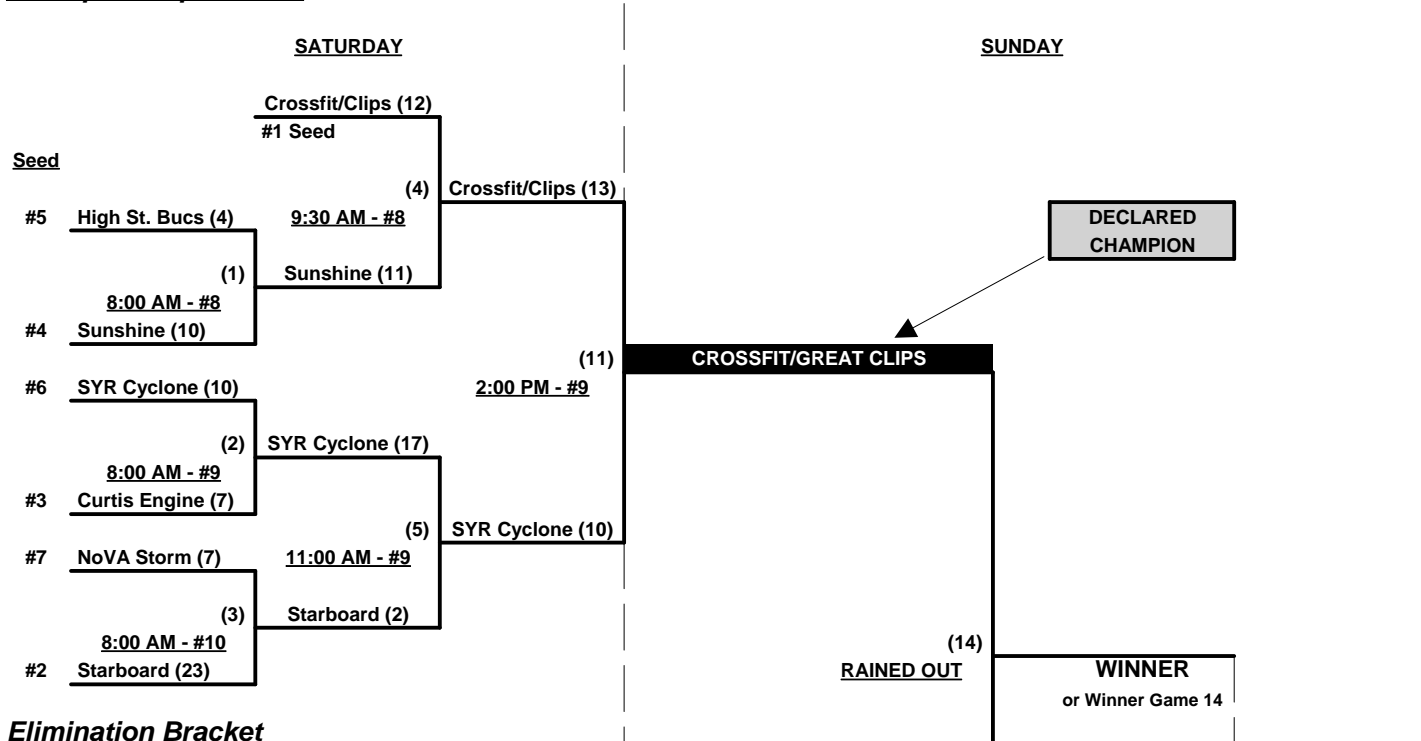 SATURDAY
SUNDAY
Crossfit/Clips (12)
#1 Seed
Seed
(4)
Crossfit/Clips (13)
#5
High St. Bucs (4)
9:30 AM - #8
DECLARED
CHAMPION
(1)
Sunshine (11)
8:00 AM - #8
#4
Sunshine (10)
(11)
CROSSFIT/GREAT CLIPS
#6
SYR Cyclone (10)
2:00 PM - #9
(2)
SYR Cyclone (17)
8:00 AM - #9
#3
Curtis Engine (7)
(5)
SYR Cyclone (10)
#7
NoVA Storm (7)
11:00 AM - #9
(3)
Starboard (2)
8:00 AM - #10
(14)
#2
Starboard (23)
RAINED OUT
WINNER
or Winner Game 14
Elimination Bracket